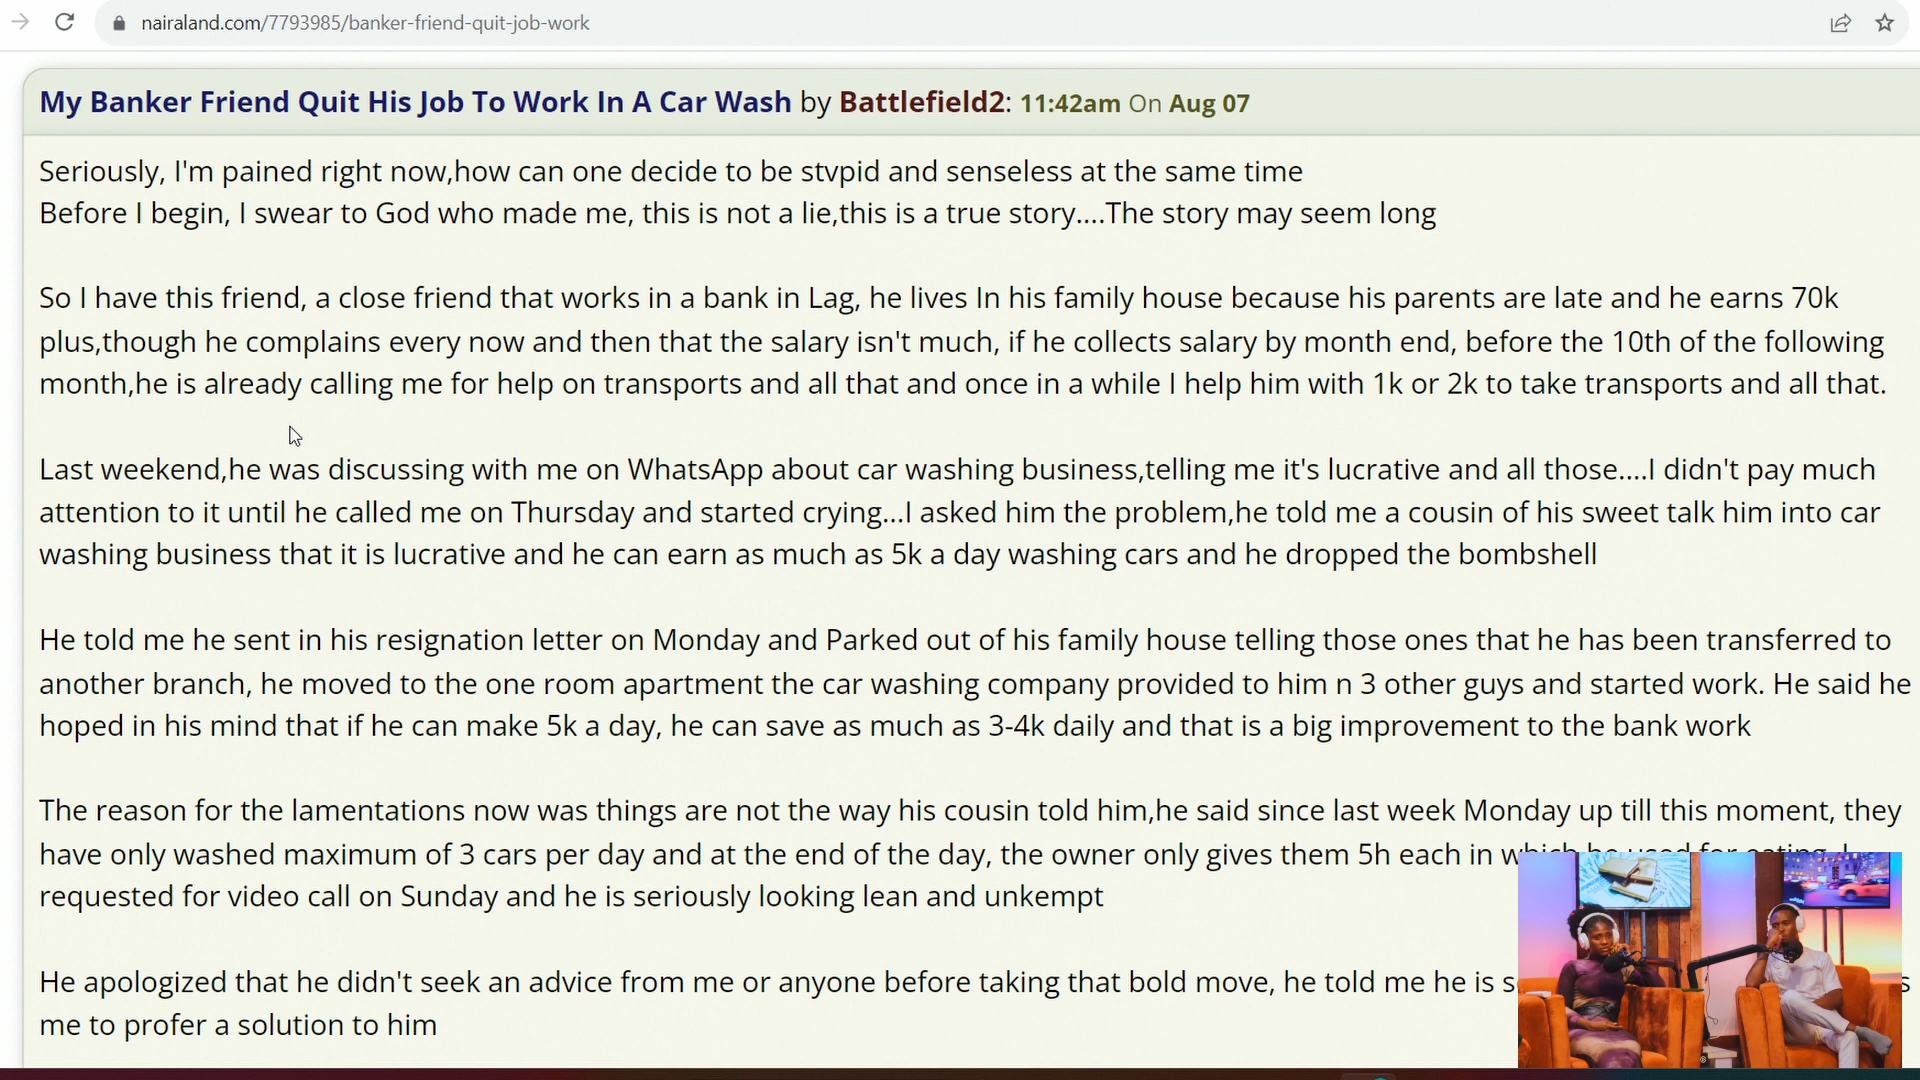 nairaland.com/7793985/banker-friend-quit-job-work
My Banker Friend Quit His Job To Work In A Car Wash by Battlefield2: 11:42am On Aug 07
Seriously, I'm pained right now,how can one decide to be stvpid and senseless at the same time
Before I begin, I swear to God who made me, this is not a lie,this is a true story....The story may seem long
So I have this friend, a close friend that works in a bank in Lag, he lives In his family house because his parents are late and he earns 70k
plus,though he complains every now and then that the salary isn't much, if he collects salary by month end, before the 10th of the following
month,he is already calling me for help on transports and all that and once in a while I help him with 1k or 2k to take transports and all that.
Last weekend,he was discussing with me on WhatsApp about car washing business,telling me it's lucrative and all those....I didn't pay much
attention to it until he called me on Thursday and started crying...I asked him the problem,he told me a cousin of his sweet talk him into car
washing business that it is lucrative and he can earn as much as 5k a day washing cars and he dropped the bombshell
He told me he sent in his resignation letter on Monday and Parked out of his family house telling those ones that he has been transferred to
another branch, he moved to the one room apartment the car washing company provided to him n 3 other guys and started work. He said he
hoped in his mind that if he can make 5k a day, he can save as much as 3-4k daily and that is a big improvement to the bank work
The reason for the lamentations now was things are not the way his cousin told him,he said since last week Monday up till this moment, they
have only washed maximum of 3 cars per day and at the end of the day, the owner only gives them 5h each in which he used for eating. I
requested for video call on Sunday and he is seriously looking lean and unkempt
He apologized that he didn't seek an advice from me or anyone before taking that bold move, he told me he is
me to profer a solution to him